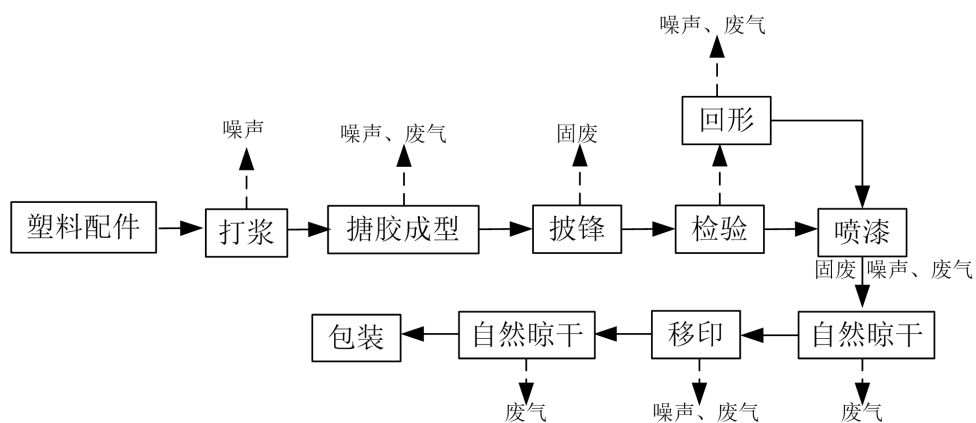 噪声、废气
回形
噪声
噪声、废气
固废
塑料配件
打浆
搪胶成型
披锋
检验
喷漆
固废
噪声、废气
包装
自然晾干
移印
自然晾干
废气
噪声、废气
废气